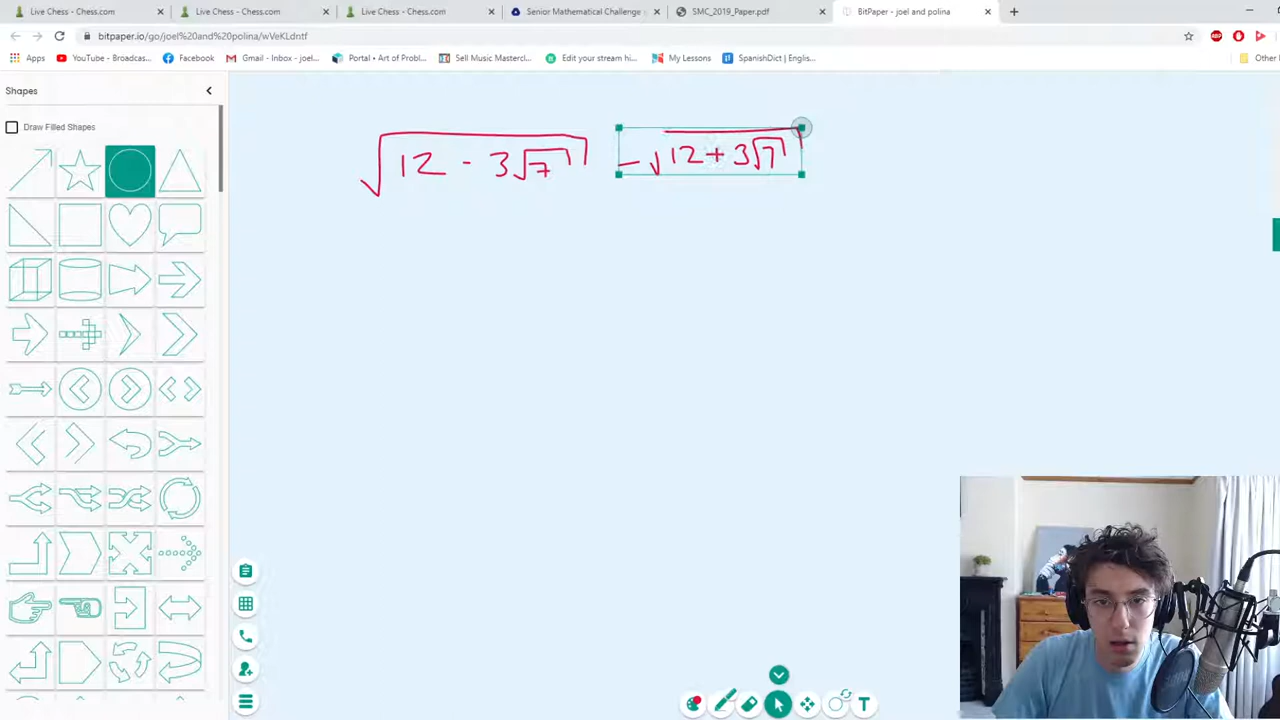 Live Chess - Chess.com
Live Chess - Chess.com
Live Chess - Chess.com
Senior Mathematical Challenge
SMC_2019_Paper.pdf
BitPaper - joel and polina
bitpaper.io/go/joel%20and%20polina/wVeKLdntf
Apps
YouTube - Broadcas...
Facebook
Gmail - Inbox - joel...
Portal • Art of Probl...
Sell Music Mastercl...
Edit your stream hi...
My Lessons
SpanishDict | Englis...
Other
Shapes
Draw Filled Shapes
√(12 - 3√7) - √(12 + 3√7)
ABP
T